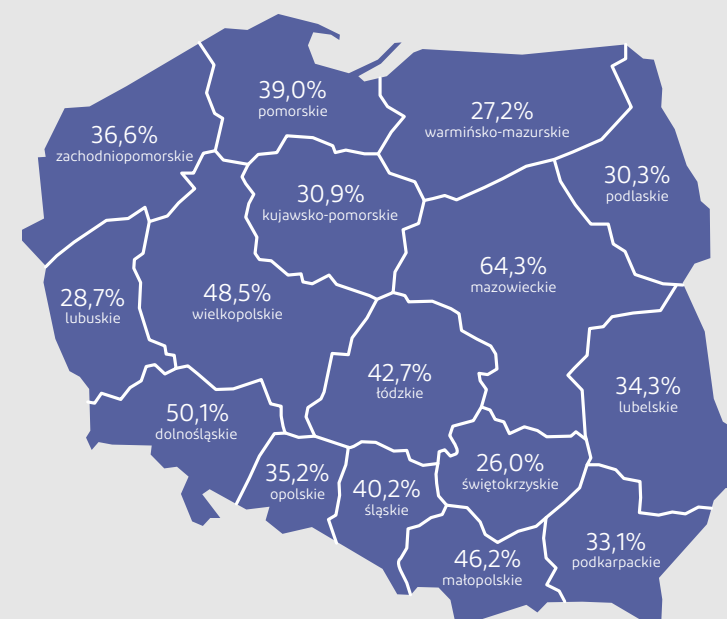 39,0%
pomorskie
27,2%
warmińsko-mazurskie
36,6%
zachodniopomorskie
30,3%
podlaskie
30,9%
kujawsko-pomorskie
64,3%
mazowieckie
28,7%
lubuskie
48,5%
wielkopolskie
42,7%
łódzkie
34,3%
lubelskie
50,1%
dolnośląskie
35,2%
opolskie
40,2%
śląskie
26,0%
świętokrzyskie
46,2%
małopolskie
33,1%
podkarpackie